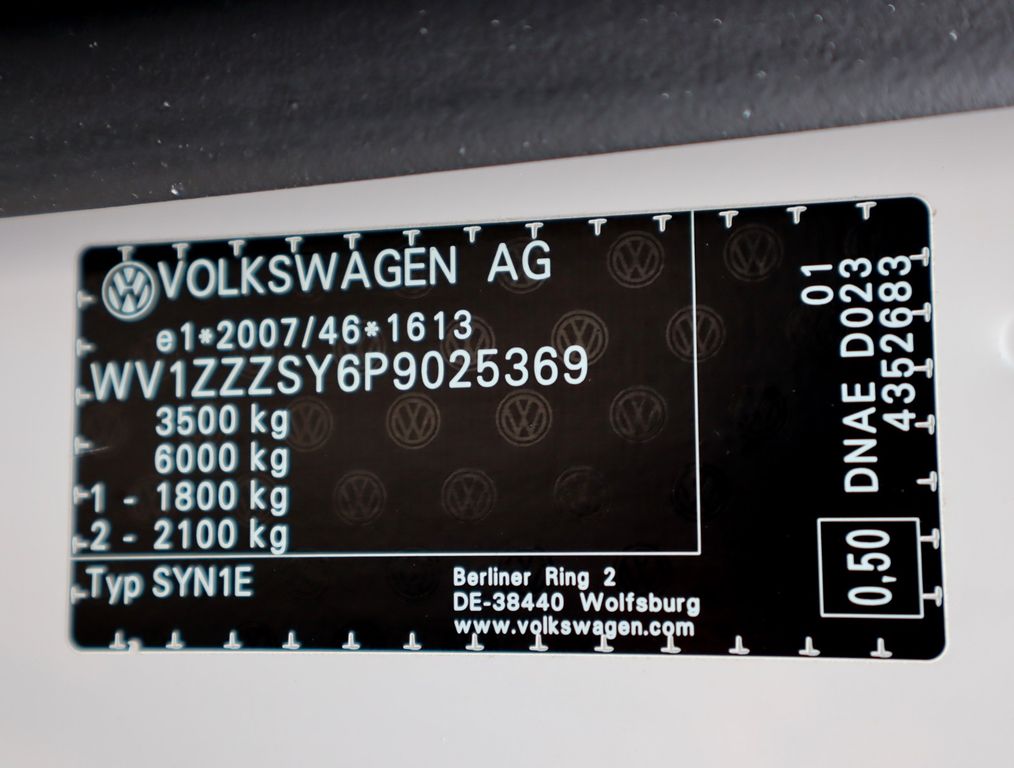 VOLKSWAGEN AG
e1*2007/46*1613
WV1ZZZSY6P9025369
3500 kg
6000 kg
1 - 1800 kg
2 - 2100 kg
Typ SYN1E
Berliner Ring 2
DE-38440 Wolfsburg
www.volkswagen.com
01
DNAE D023
4352683
0,50